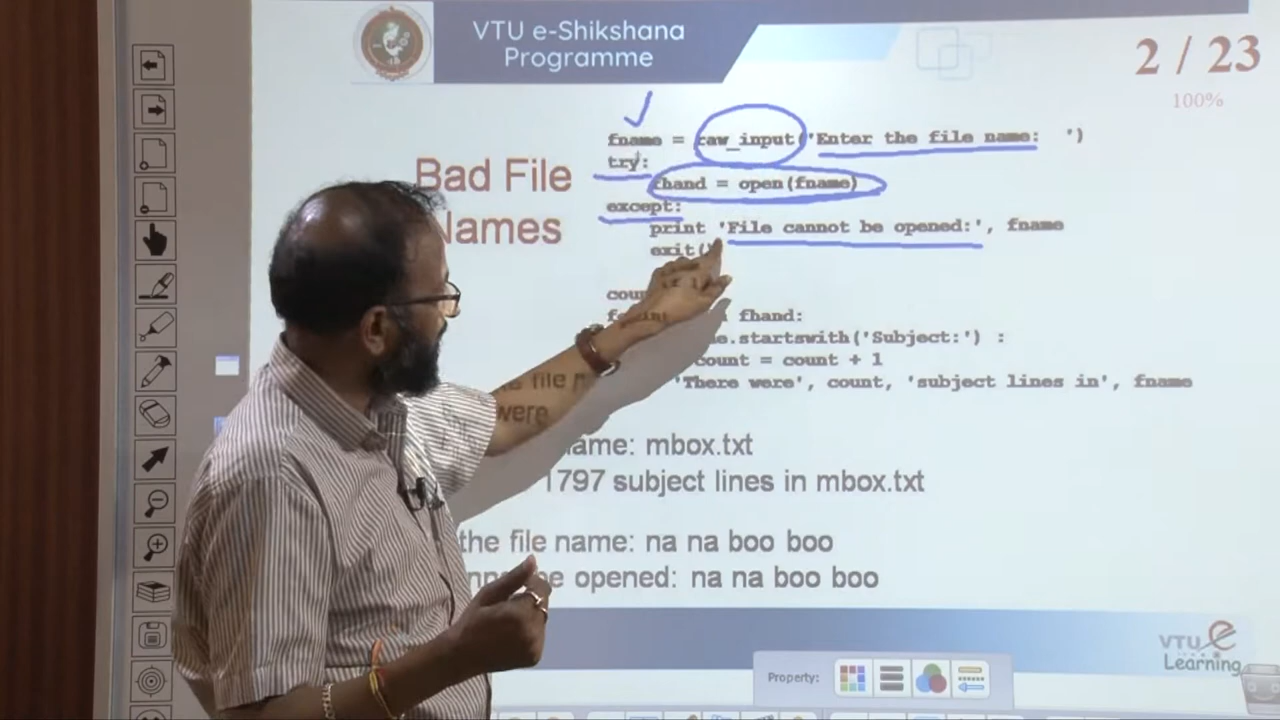 VTU e-Shikshana
Programme
2 / 23
100%
Bad File
Names
fname = raw_input('Enter the file name: ')
try:
fhand = open(fname)
except:
print 'File cannot be opened:', fname
exit()
fhand:
.startswith('Subject:') :
count = count + 1
'There were', count, 'subject lines in', fname
name: mbox.txt
were 1797 subject lines in mbox.txt
the file name: na na boo boo
be opened: na na boo boo
VTU e
Learning
Property: